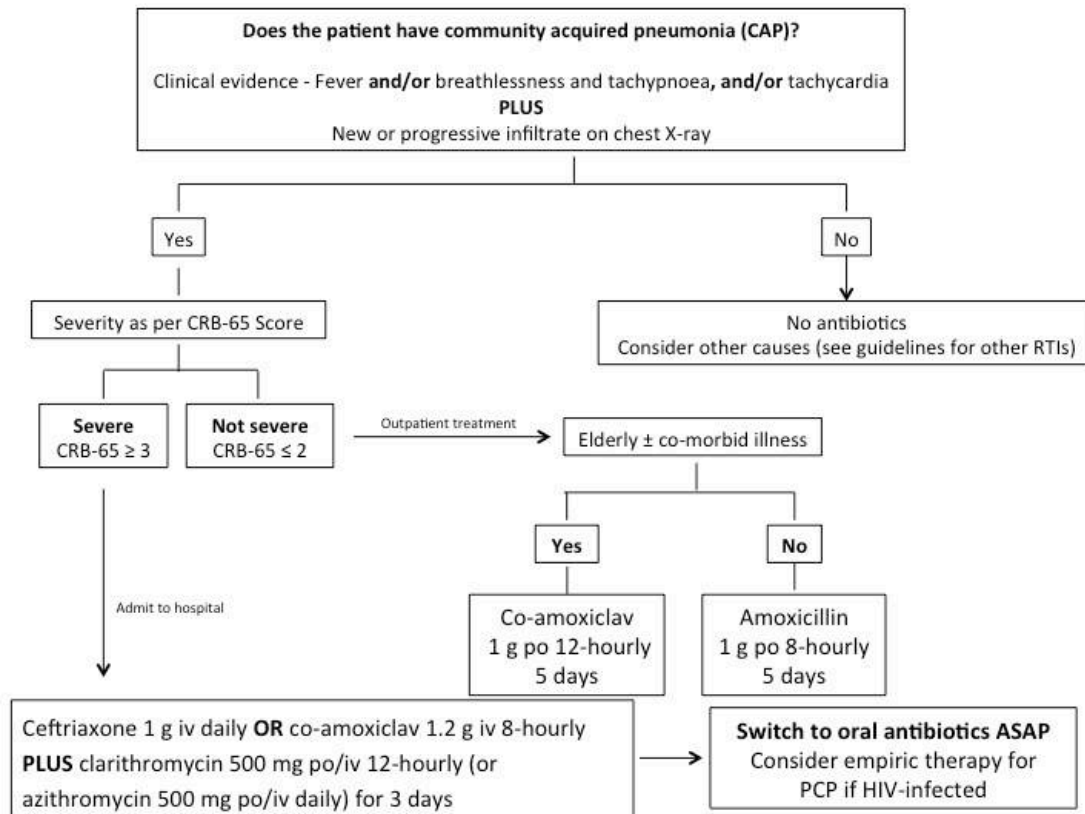 Does the patient have community acquired pneumonia (CAP)?
Clinical evidence - Fever and/or breathlessness and tachypnoea, and/or tachycardia
PLUS
New or progressive infiltrate on chest X-ray
Yes
No
Severity as per CRB-65 Score
No antibiotics
Consider other causes (see guidelines for other RTIs)
Severe
CRB-65 ≥ 3
Not severe
CRB-65 ≤ 2
Outpatient treatment
Elderly ± co-morbid illness
Yes
No
Admit to hospital
Co-amoxiclav
1 g po 12-hourly
5 days
Amoxicillin
1 g po 8-hourly
5 days
Ceftriaxone 1 g iv daily OR co-amoxiclav 1.2 g iv 8-hourly
PLUS clarithromycin 500 mg po/iv 12-hourly (or
azithromycin 500 mg po/iv daily) for 3 days
Switch to oral antibiotics ASAP
Consider empiric therapy for
PCP if HIV-infected